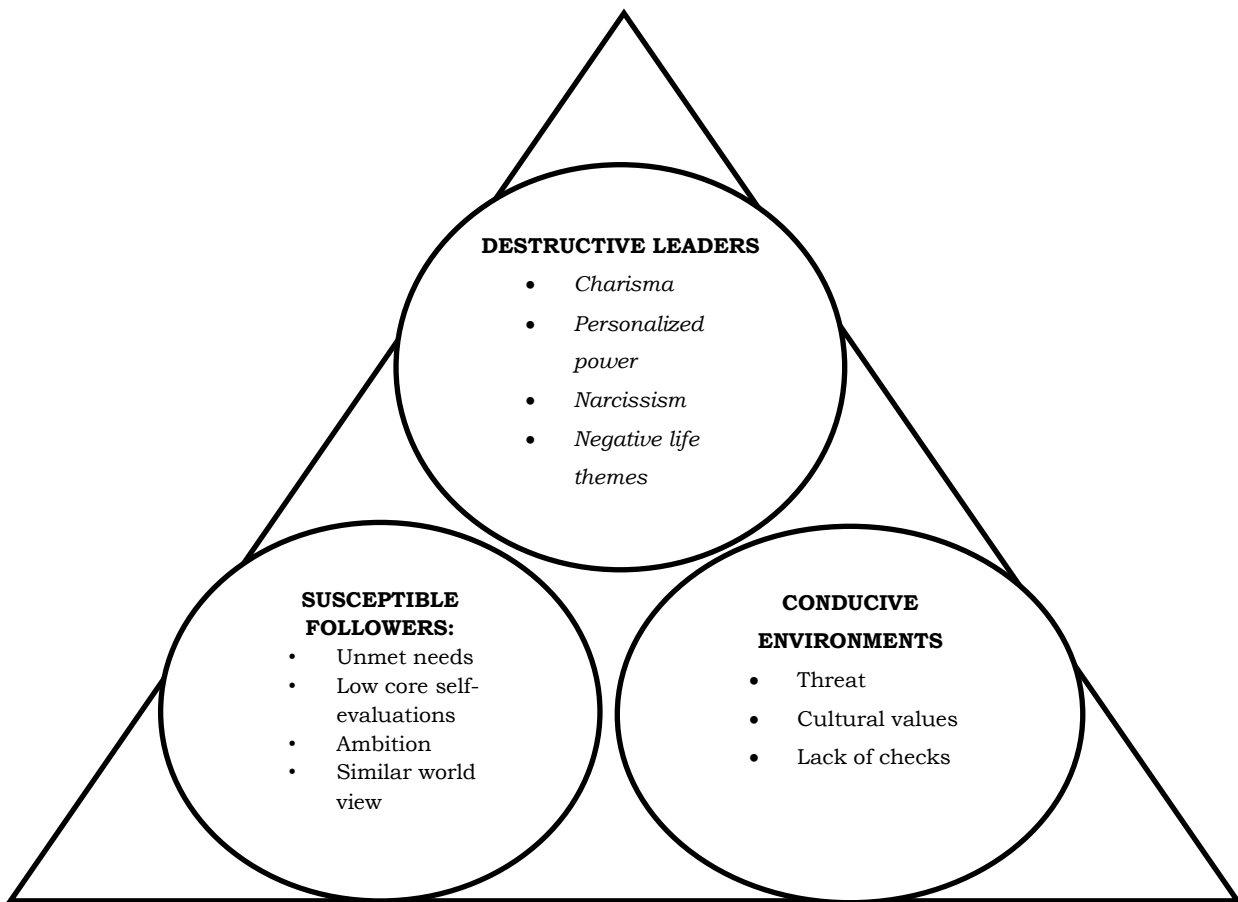 DESTRUCTIVE LEADERS
• Charisma
• Personalized
power
• Narcissism
• Negative life
themes
SUSCEPTIBLE
FOLLOWERS:
• Unmet needs
• Low core self-
evaluations
• Ambition
• Similar world
view
CONDUCIVE
ENVIRONMENTS
• Threat
• Cultural values
• Lack of checks